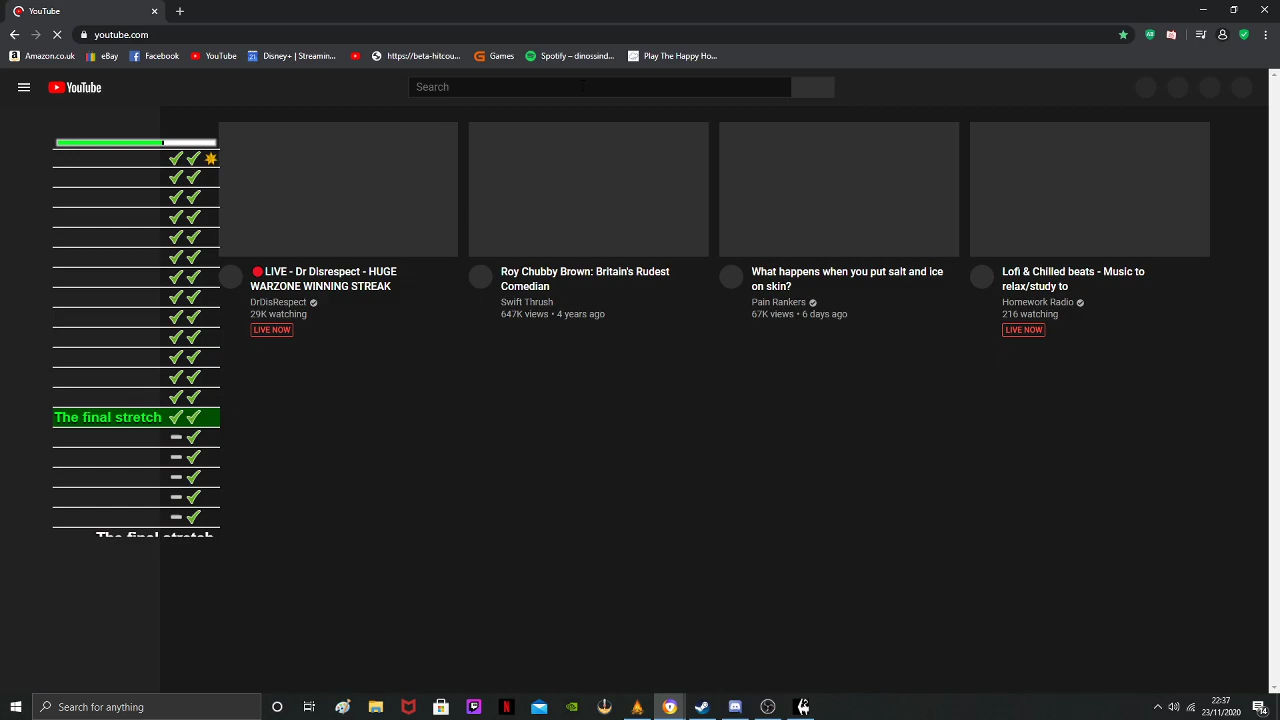 YouTube
youtube.com
Amazon.co.uk eBay Facebook YouTube Disney+ | Streamin... https://beta-hitcou... Games Spotify – dinossind... Play The Happy Ho...
YouTube Search
LIVE - Dr Disrespect - HUGE
WARZONE WINNING STREAK
DrDisRespect
29K watching
LIVE NOW
Roy Chubby Brown: Britain's Rudest
Comedian
Swift Thrush
647K views • 4 years ago
What happens when you put salt and ice
on skin?
Pain Rankers
67K views • 6 days ago
Lofi & Chilled beats - Music to
relax/study to
Homework Radio
216 watching
LIVE NOW
The final stretch
The final stretch
Search for anything
22:37
23/11/2020